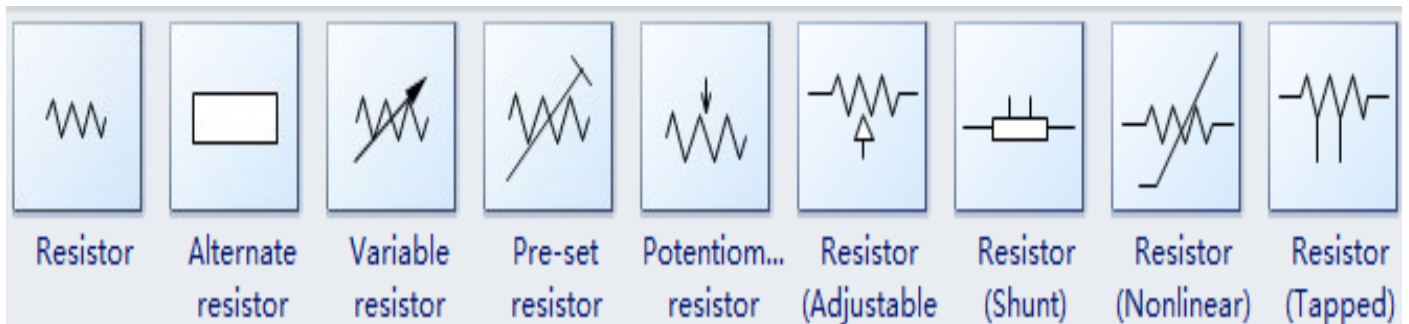 Resistor
Alternate
resistor
Variable
resistor
Pre-set
resistor
Potentiom...
resistor
Resistor
(Adjustable
Resistor
(Shunt)
Resistor
(Nonlinear)
Resistor
(Tapped)